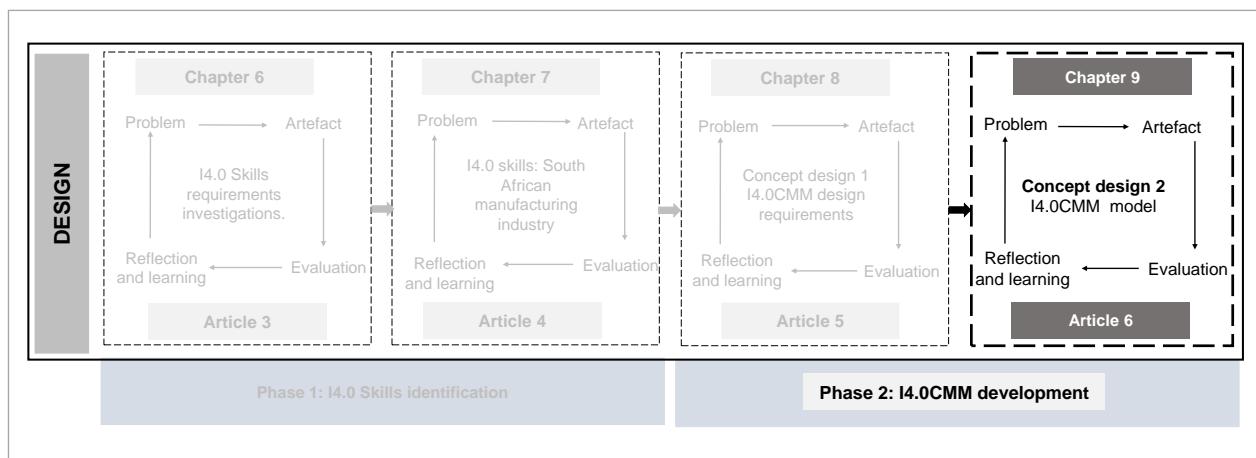 DESIGN
Chapter 6
Problem
Artefact
I4.0 Skills
requirements
investigations.
Reflection
and learning
Evaluation
Article 3
Chapter 7
Problem
Artefact
I4.0 skills: South
African
manufacturing
industry
Reflection
and learning
Evaluation
Article 4
Chapter 8
Problem
Artefact
Concept design 1
I4.0CMM design
requirements
Reflection
and learning
Evaluation
Article 5
Chapter 9
Problem
Artefact
Concept design 2
I4.0CMM model
Reflection
and learning
Evaluation
Article 6
Phase 1: I4.0 Skills identification
Phase 2: I4.0CMM development